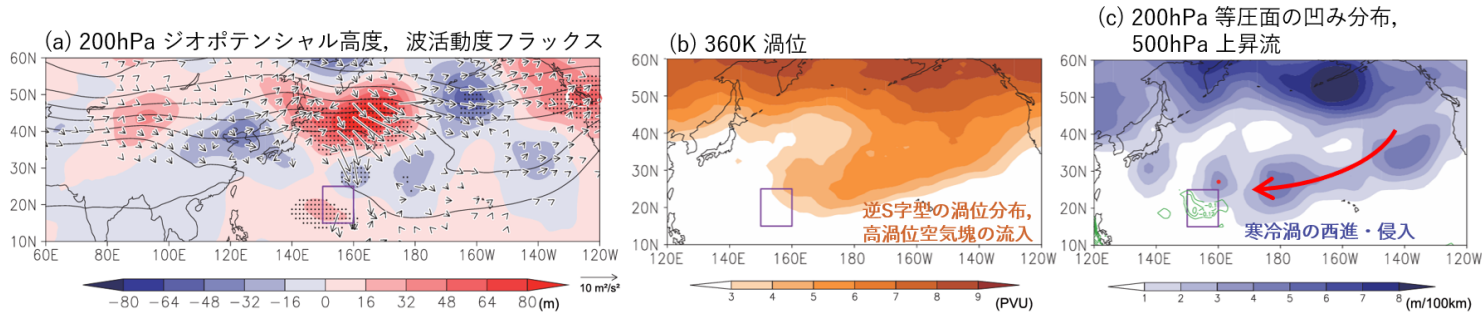 (a) 200hPa ジオポテンシャル高度，波活動度フラックス
60N
50N
40N
30N
20N
10N
60E 80E 100E 120E 140E 160E 180 160W 140W 120W
-80 -64 -48 -32 -16 0 16 32 48 64 80 (m)
10 m²/s²
(b) 360K 渦位
60N
50N
40N
30N
20N
10N
逆S字型の渦位分布，
高渦位空気塊の流入
120E 140E 160E 180 160W 140W 120W
3 4 5 6 7 8 9
(PVU)
(c) 200hPa 等圧面の凹み分布，
500hPa 上昇流
60N
50N
40N
30N
20N
10N
寒冷渦の西進・侵入
120E 140E 160E 180 160W 140W 120W
1 2 3 4 5 6 7 8
(m/100km)